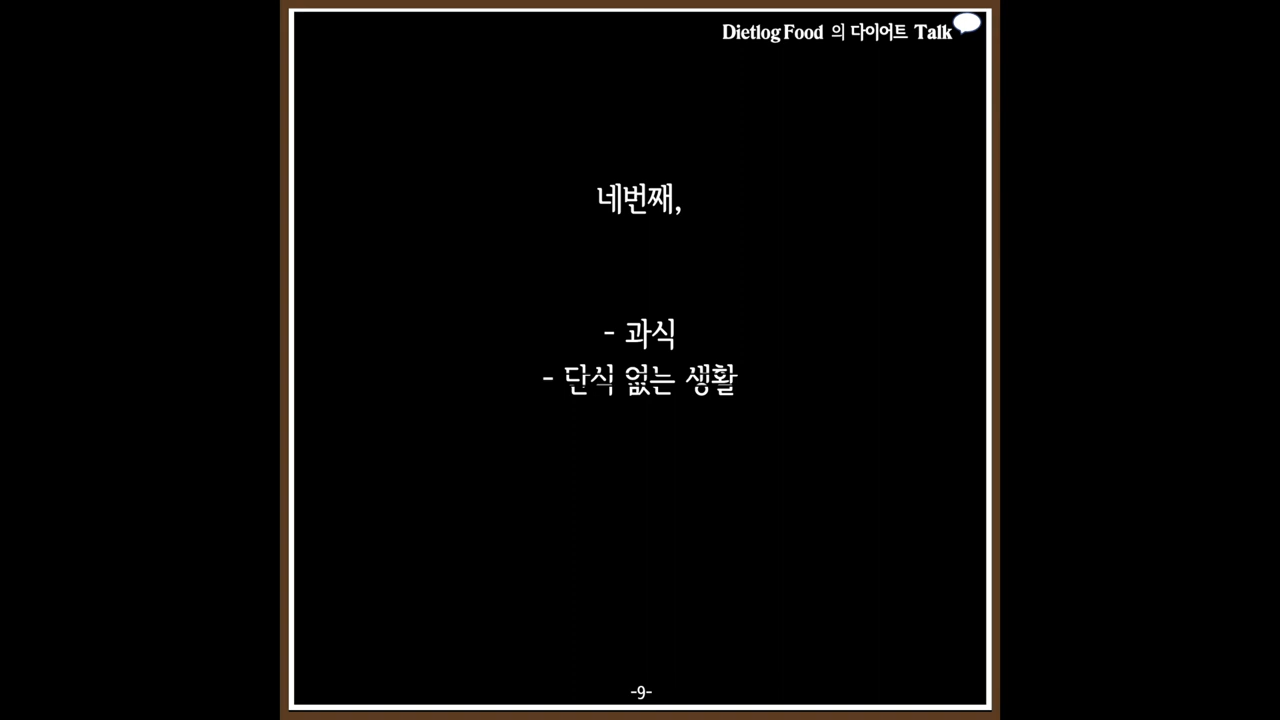 Dietlog Food 의 다이어트 Talk
네번째,
- 과식
- 단식 없는 생활
-9-